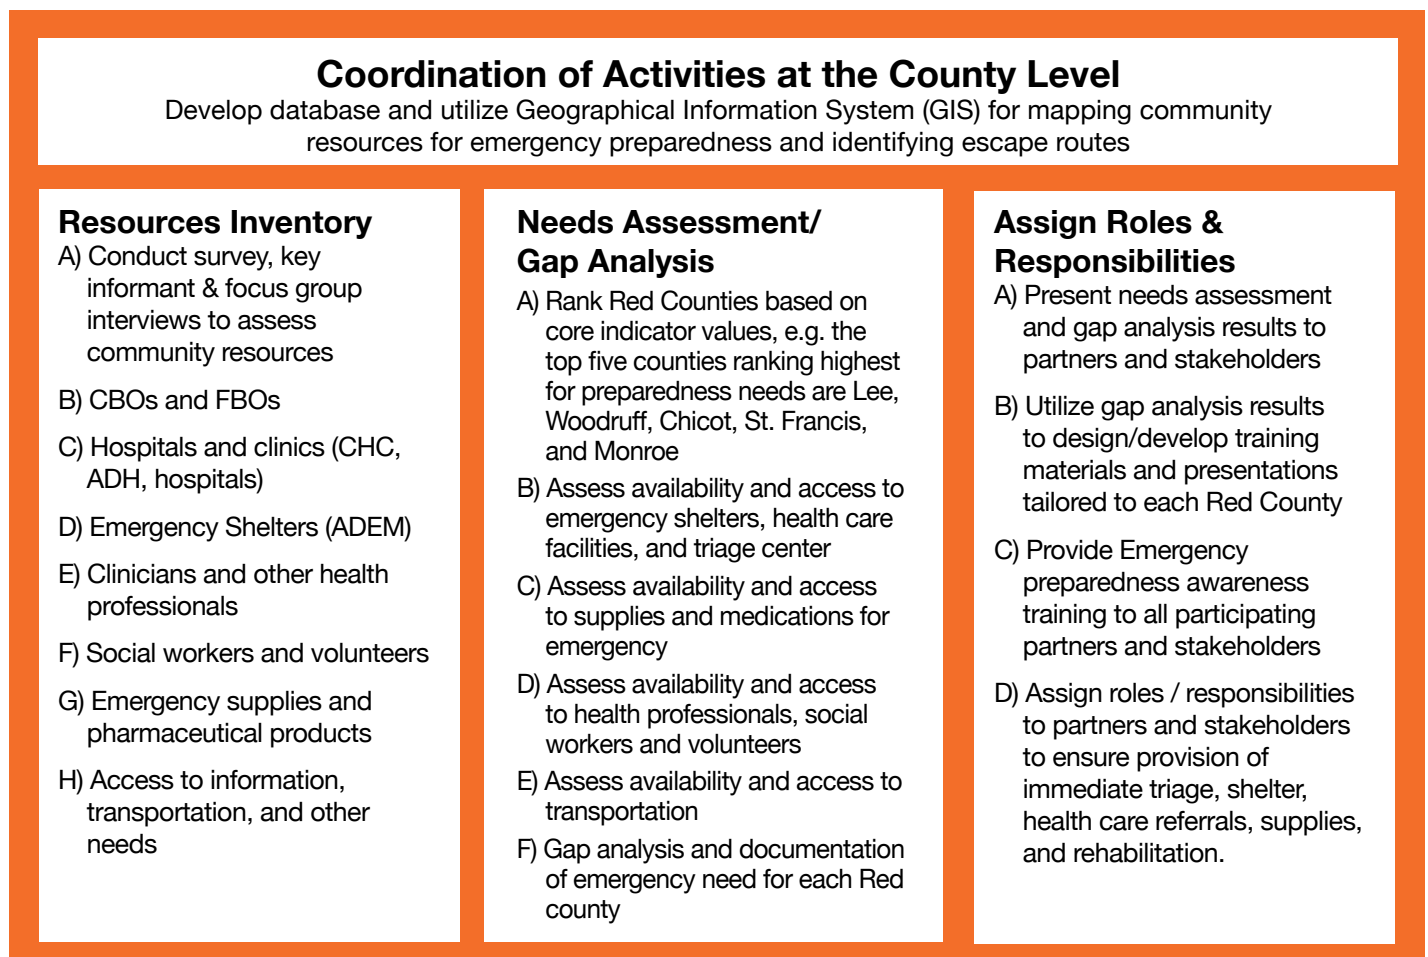 Coordination of Activities at the County Level
Develop database and utilize Geographical Information System (GIS) for mapping community
resources for emergency preparedness and identifying escape routes
Resources Inventory
A) Conduct survey, key
informant & focus group
interviews to assess
community resources
B) CBOs and FBOs
C) Hospitals and clinics (CHC,
ADH, hospitals)
D) Emergency Shelters (ADEM)
E) Clinicians and other health
professionals
F) Social workers and volunteers
G) Emergency supplies and
pharmaceutical products
H) Access to information,
transportation, and other
needs
Needs Assessment/
Gap Analysis
A) Rank Red Counties based on
core indicator values, e.g. the
top five counties ranking highest
for preparedness needs are Lee,
Woodruff, Chicot, St. Francis,
and Monroe
B) Assess availability and access to
emergency shelters, health care
facilities, and triage center
C) Assess availability and access
to supplies and medications for
emergency
D) Assess availability and access
to health professionals, social
workers and volunteers
E) Assess availability and access to
transportation
F) Gap analysis and documentation
of emergency need for each Red
county
Assign Roles &
Responsibilities
A) Present needs assessment
and gap analysis results to
partners and stakeholders
B) Utilize gap analysis results
to design/develop training
materials and presentations
tailored to each Red County
C) Provide Emergency
preparedness awareness
training to all participating
partners and stakeholders
D) Assign roles / responsibilities
to partners and stakeholders
to ensure provision of
immediate triage, shelter,
health care referrals, supplies,
and rehabilitation.